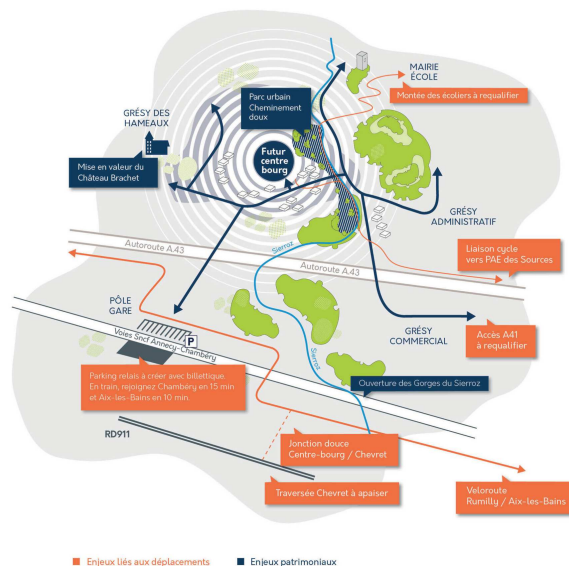 MAIRIE
ÉCOLE
Montée des écoliers à requalifier
Parc urbain
Cheminement
doux
GRÉSY DES
HAMEAUX
Mise en valeur du
Château Brachet
Futur
centre
bourg
GRÉSY
ADMINISTRATIF
Sierroz
Liaison cycle
vers PAE des Sources
Autoroute A.43
Autoroute A.43
PÔLE
GARE
P
Voies Sncf Annecy-Chambéry
Sierroz
GRÉSY
COMMERCIAL
Accès A41
à requalifier
Parking relais à créer avec billettique.
En train, rejoignez Chambéry en 15 min
et Aix-les-Bains en 10 min.
Ouverture des Gorges du Sierroz
RD911
Jonction douce
Centre-bourg / Chevret
Traversée Chevret à apaiser
Veloroute
Rumilly / Aix-les-Bains
Enjeux liés aux déplacements
Enjeux patrimoniaux